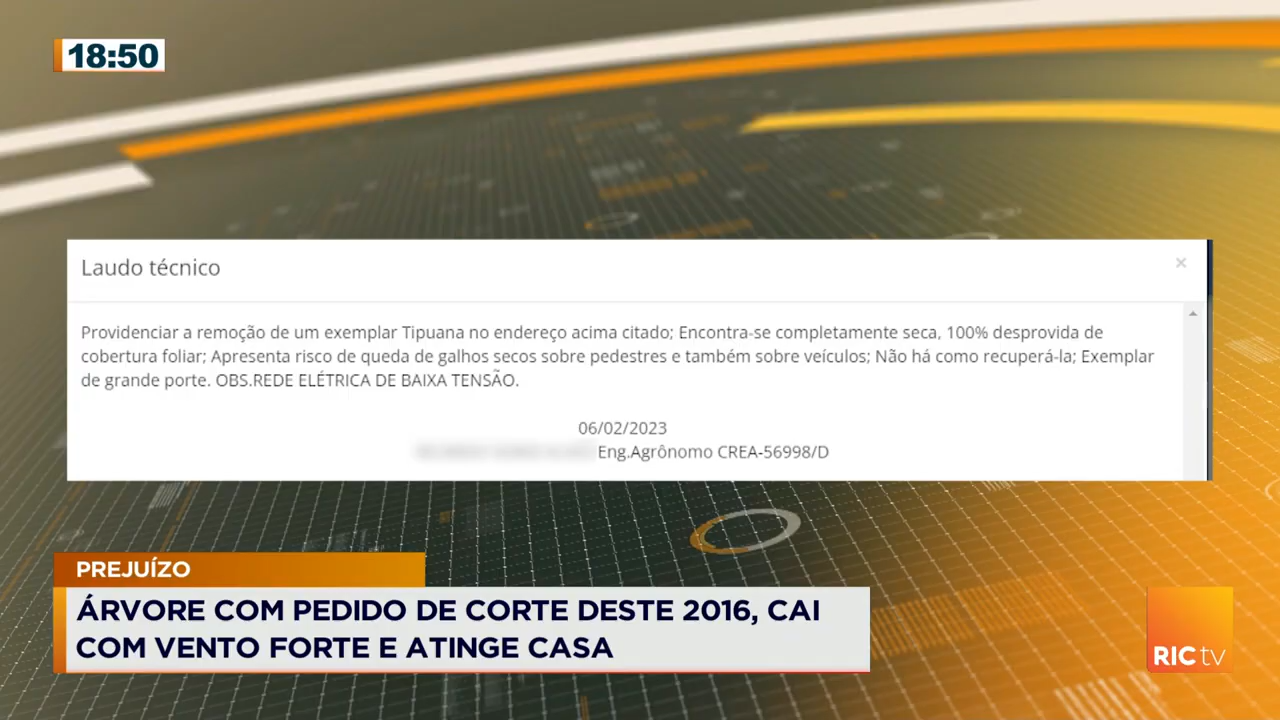 18:50
Laudo técnico
×
Providenciar a remoção de um exemplar Tipuana no endereço acima citado; Encontra-se completamente seca, 100% desprovida de
cobertura foliar; Apresenta risco de queda de galhos secos sobre pedestres e também sobre veículos; Não há como recuperá-la; Exemplar
de grande porte. OBS.REDE ELÉTRICA DE BAIXA TENSÃO.
06/02/2023
Eng.Agrônomo CREA-56998/D
PREJUÍZO
ÁRVORE COM PEDIDO DE CORTE DESTE 2016, CAI
COM VENTO FORTE E ATINGE CASA
RIC tv